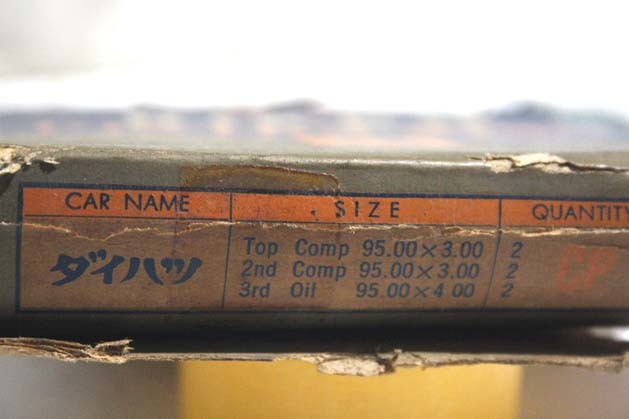 CAR NAME SIZE QUANTITY
ダイハツ
Top Comp 95.00×3.00 2
2nd Comp 95.00×3.00 2
3rd Oil 95.00×4.00 2
CP